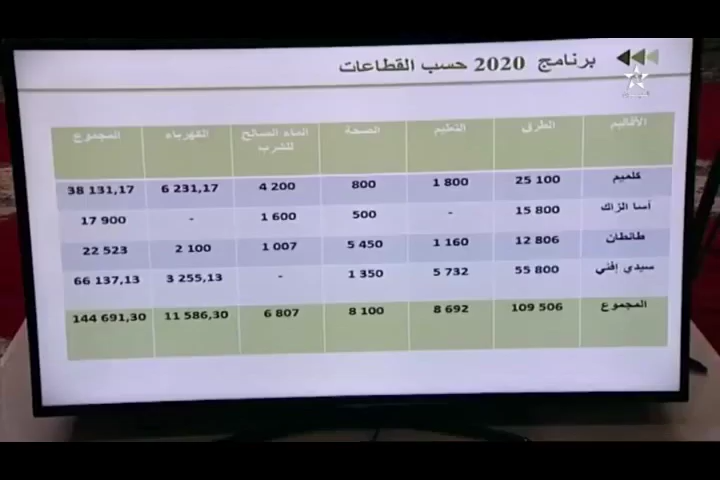 برنامج 2020 حسب القطاعات
الأقاليم الطرق التعليم الصحة الماء الصالح للشرب الكهرباء المجموع
كلميم 25 100 1 800 800 4 200 6 231,17 38 131,17
أسا الزاك 15 800 - 500 1 600 - 17 900
طانطان 12 806 1 160 5 450 1 007 2 100 22 523
سيدي إفني 55 800 5 732 1 350 - 3 255,13 66 137,13
المجموع 109 506 8 692 8 100 6 807 11 586,30 144 691,30